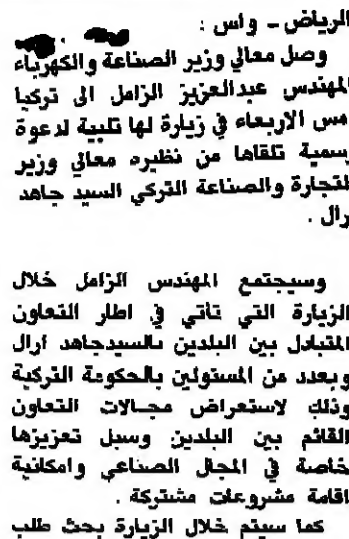 الرياض - واس :
وصل معالي وزير الصناعة والكهرباء
المهندس عبدالعزيز الزامل الى تركيا
امس الاربعاء في زيارة لها تلبية لدعوة
رسمية تلقاها من نظيره معالي وزير
التجارة والصناعة التركي السيد جاهد
ارال .
وسيجتمع المهندس الزامل خلال
الزيارة التي تأتي في اطار التعاون
المتبادل بين البلدين بالسيدجاهد ارال
وبعدد من المسئولين بالحكومة التركية
وذلك لاستعراض مجالات التعاون
القائم بين البلدين وسبل تعزيزها
خاصة في المجال الصناعي وامكانية
اقامة مشروعات مشتركة .
كما سيتم خلال الزيارة بحث طلب